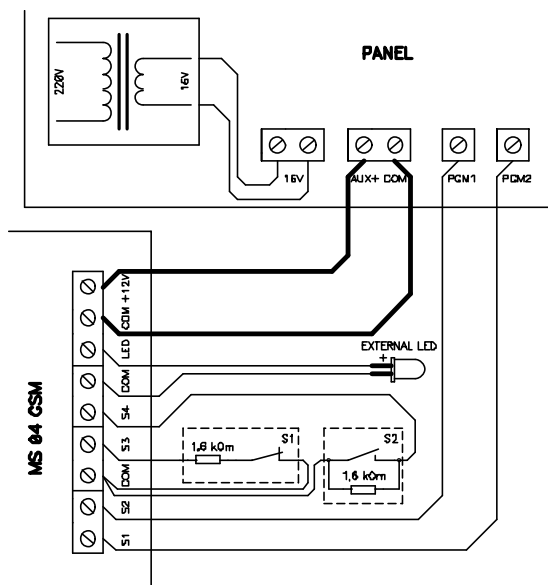 PANEL
220V
16V
16V
AUX+ COM
PGM1
PGM2
MS 04 GSM
COM +12V
LED
COM
S4
S3
COM
S2
S1
EXTERNAL LED
+
S1
1,6 kOm
S2
1,6 kOm